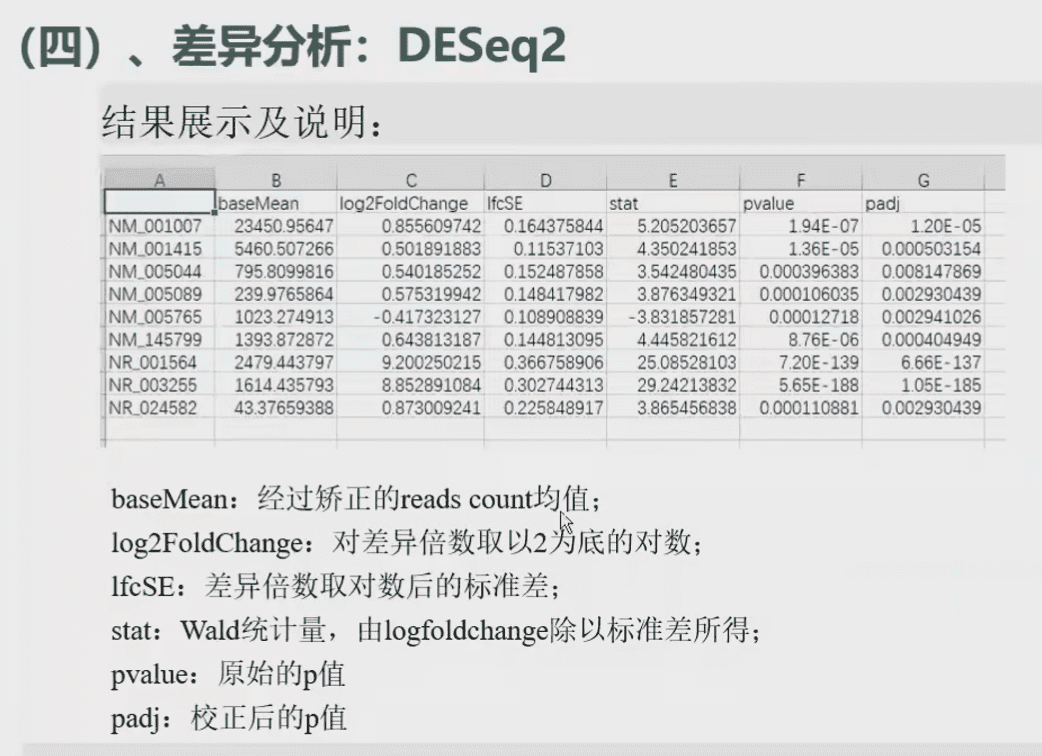 (四)、差异分析：DESeq2
结果展示及说明：
A B C D E F G
baseMean log2FoldChange lfcSE stat pvalue padj
NM_001007 23450.95647 0.855609742 0.164375844 5.205203657 1.94E-07 1.20E-05
NM_001415 5460.507266 0.501891883 0.11537103 4.350241853 1.36E-05 0.000503154
NM_005044 795.8099816 0.540185252 0.152487858 3.542480435 0.000396383 0.008147869
NM_005089 239.9765864 0.575319942 0.148417982 3.876349321 0.000106035 0.002930439
NM_005765 1023.274913 -0.417323127 0.108908839 -3.831857281 0.00012718 0.002941026
NM_145799 1393.872872 0.643813187 0.144813095 4.445821612 8.76E-06 0.000404949
NR_001564 2479.443797 9.200250215 0.366758906 25.08528103 7.20E-139 6.66E-137
NR_003255 1614.435793 8.852891084 0.302744313 29.24213832 5.65E-188 1.05E-185
NR_024582 43.37659388 0.873009241 0.225848917 3.865456838 0.000110881 0.002930439
baseMean：经过矫正的reads count均值；
log2FoldChange：对差异倍数取以2为底的对数；
lfcSE：差异倍数取对数后的标准差；
stat：Wald统计量，由logfoldchange除以标准差所得；
pvalue：原始的p值
padj：校正后的p值